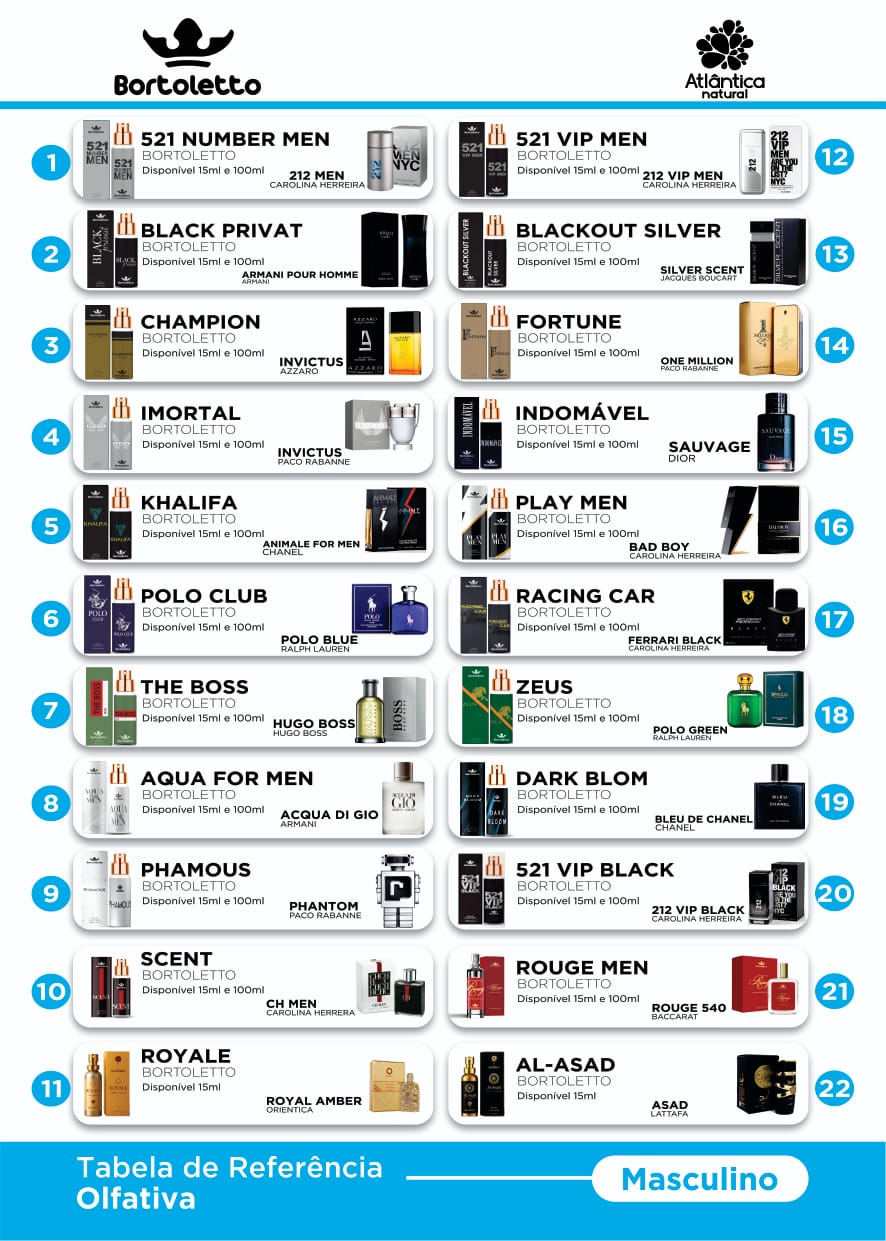 Bortoletto
Atlântica
natural
1
521 NUMBER MEN
BORTOLETTO
Disponível 15ml e 100ml
212 MEN
CAROLINA HERREIRA
2
BLACK PRIVAT
BORTOLETTO
Disponível 15ml e 100ml
ARMANI POUR HOMME
ARMANI
3
CHAMPION
BORTOLETTO
Disponível 15ml e 100ml
INVICTUS
AZZARO
4
IMORTAL
BORTOLETTO
Disponível 15ml e 100ml
INVICTUS
PACO RABANNE
5
KHALIFA
BORTOLETTO
Disponível 15ml e 100ml
ANIMALE FOR MEN
CHANEL
6
POLO CLUB
BORTOLETTO
Disponível 15ml e 100ml
POLO BLUE
RALPH LAUREN
7
THE BOSS
BORTOLETTO
Disponível 15ml e 100ml
HUGO BOSS
HUGO BOSS
8
AQUA FOR MEN
BORTOLETTO
Disponível 15ml e 100ml
ACQUA DI GIO
ARMANI
9
PHAMOUS
BORTOLETTO
Disponível 15ml e 100ml
PHANTOM
PACO RABANNE
10
SCENT
BORTOLETTO
Disponível 15ml e 100ml
CH MEN
CAROLINA HERRERA
11
ROYALE
BORTOLETTO
Disponível 15ml
ROYAL AMBER
ORIENTICA
12
521 VIP MEN
BORTOLETTO
Disponível 15ml e 100ml
212 VIP MEN
CAROLINA HERREIRA
13
BLACKOUT SILVER
BORTOLETTO
Disponível 15ml e 100ml
SILVER SCENT
JACQUES BOUCART
14
FORTUNE
BORTOLETTO
Disponível 15ml e 100ml
ONE MILLION
PACO RABANNE
15
INDOMÁVEL
BORTOLETTO
Disponível 15ml e 100ml
SAUVAGE
DIOR
16
PLAY MEN
BORTOLETTO
Disponível 15ml e 100ml
BAD BOY
CAROLINA HERREIRA
17
RACING CAR
BORTOLETTO
Disponível 15ml e 100ml
FERRARI BLACK
CAROLINA HERREIRA
18
ZEUS
BORTOLETTO
Disponível 15ml e 100ml
POLO GREEN
RALPH LAUREN
19
DARK BLOM
BORTOLETTO
Disponível 15ml e 100ml
BLEU DE CHANEL
CHANEL
20
521 VIP BLACK
BORTOLETTO
Disponível 15ml e 100ml
212 VIP BLACK
CAROLINA HERREIRA
21
ROUGE MEN
BORTOLETTO
Disponível 15ml e 100ml
ROUGE 540
BACCARAT
22
AL-ASAD
BORTOLETTO
Disponível 15ml
ASAD
LATTAFA
Tabela de Referência
Olfativa
Masculino